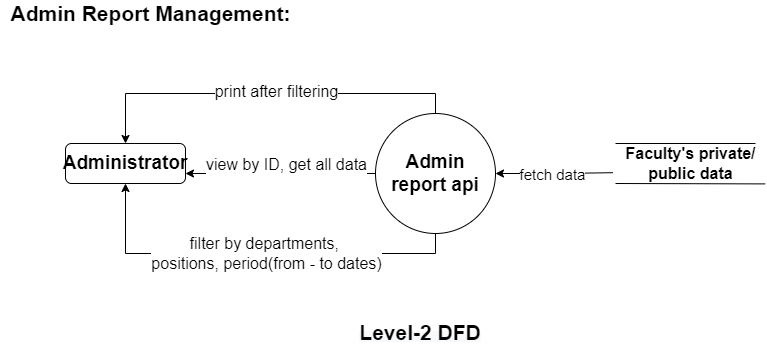 Admin Report Management:
print after filtering
Administrator
view by ID, get all data
Admin
report api
fetch data
Faculty's private/
public data
filter by departments,
positions, period(from - to dates)
Level-2 DFD